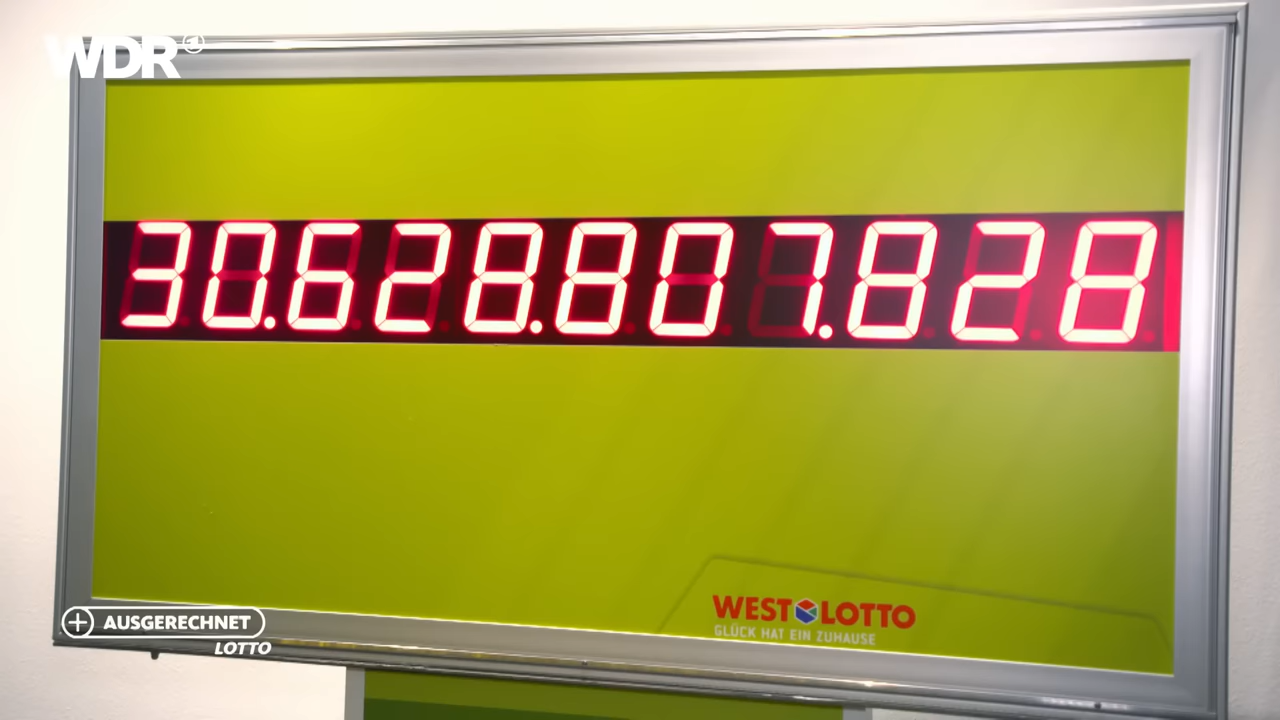 WDR
30.628.807.828
WEST LOTTO
GLÜCK HAT EIN ZUHAUSE
AUSGERECHNET
LOTTO